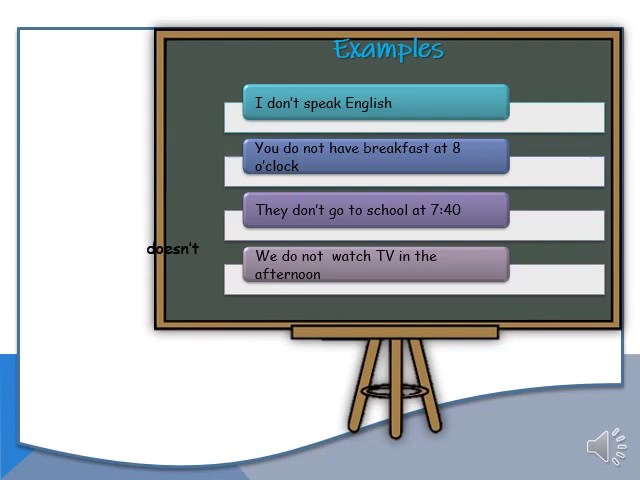 Examples
I don't speak English
You do not have breakfast at 8
o'clock
They don't go to school at 7:40
doesn't
We do not  watch TV in the
afternoon